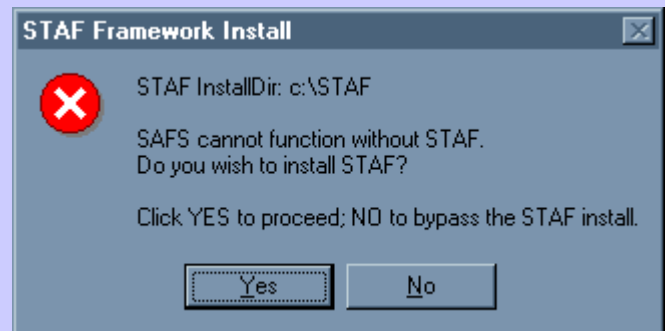 STAF Framework Install
STAF InstallDir: c:\STAF
SAFS cannot function without STAF.
Do you wish to install STAF?
Click YES to proceed; NO to bypass the STAF install.
Yes
No